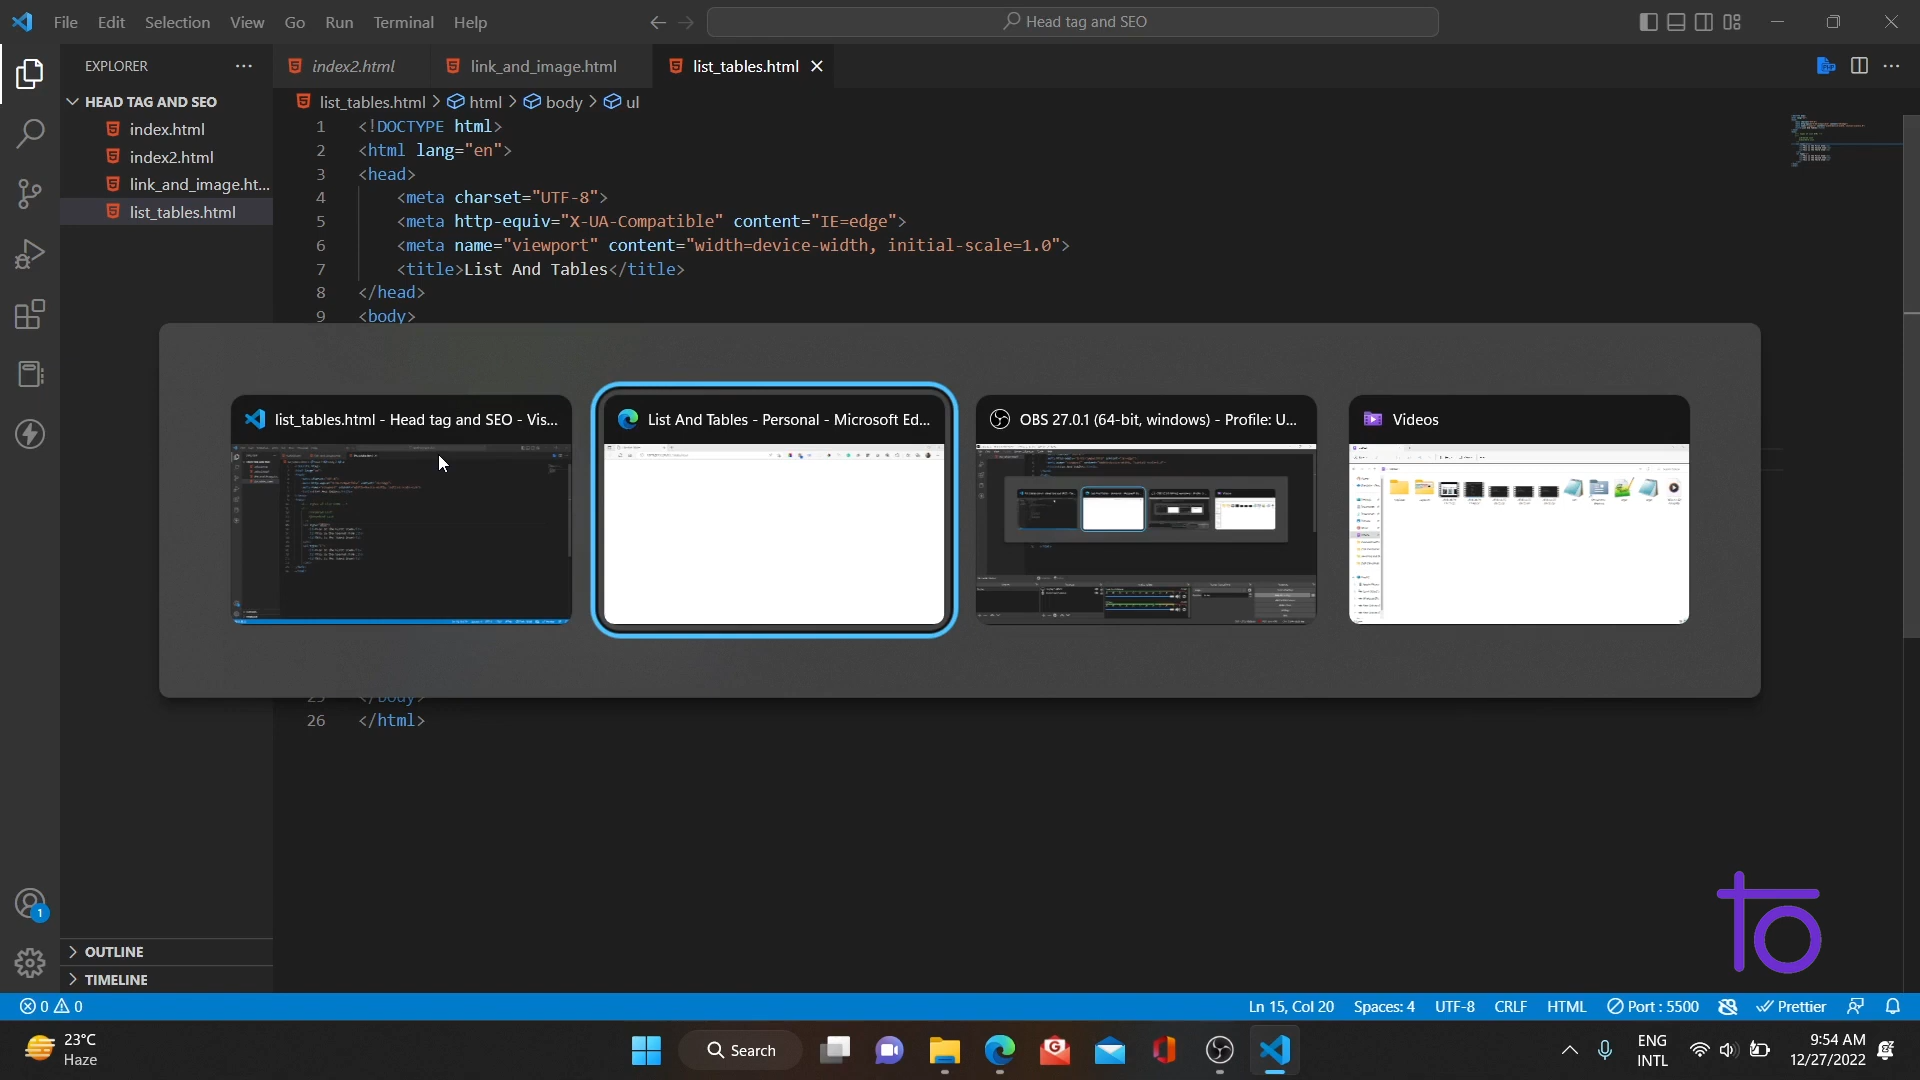 File Edit Selection View Go Run Terminal Help
Head tag and SEO
EXPLORER
index2.html
link_and_image.html
list_tables.html
HEAD TAG AND SEO
index.html
index2.html
link_and_image.ht...
list_tables.html
list_tables.html > html > body > ul
1 <!DOCTYPE html>
2 <html lang="en">
3 <head>
4 <meta charset="UTF-8">
5 <meta http-equiv="X-UA-Compatible" content="IE=edge">
6 <meta name="viewport" content="width=device-width, initial-scale=1.0">
7 <title>List And Tables</title>
8 </head>
9 <body>
list_tables.html - Head tag and SEO - Vis...
List And Tables - Personal - Microsoft Ed...
OBS 27.0.1 (64-bit, windows) - Profile: U...
Videos
25 </body>
26 </html>
1
OUTLINE
TIMELINE
0 0
Ln 15, Col 20 Spaces: 4 UTF-8 CRLF HTML Port : 5500 Prettier
23°C
Haze
Search
ENG
INTL
9:54 AM
12/27/2022